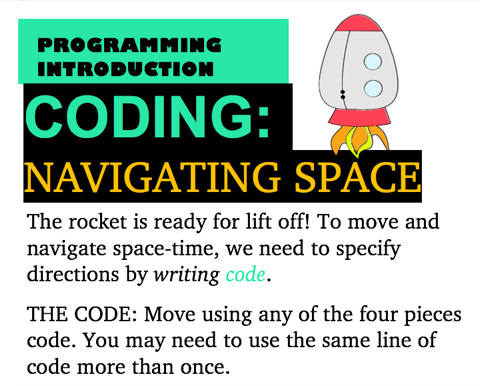 PROGRAMMING
INTRODUCTION
CODING:
NAVIGATING SPACE
The rocket is ready for lift off! To move and
navigate space-time, we need to specify
directions by writing code.
THE CODE: Move using any of the four pieces
code. You may need to use the same line of
code more than once.